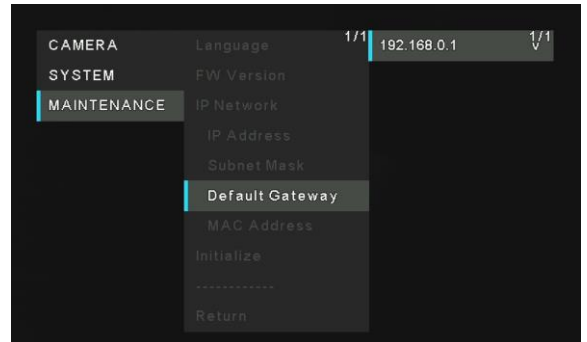 CAMERA
SYSTEM
MAINTENANCE
Language 1/1
FW Version
IP Network
IP Address
Subnet Mask
Default Gateway
MAC Address
Initialize
------------
Return
192.168.0.1 1/1